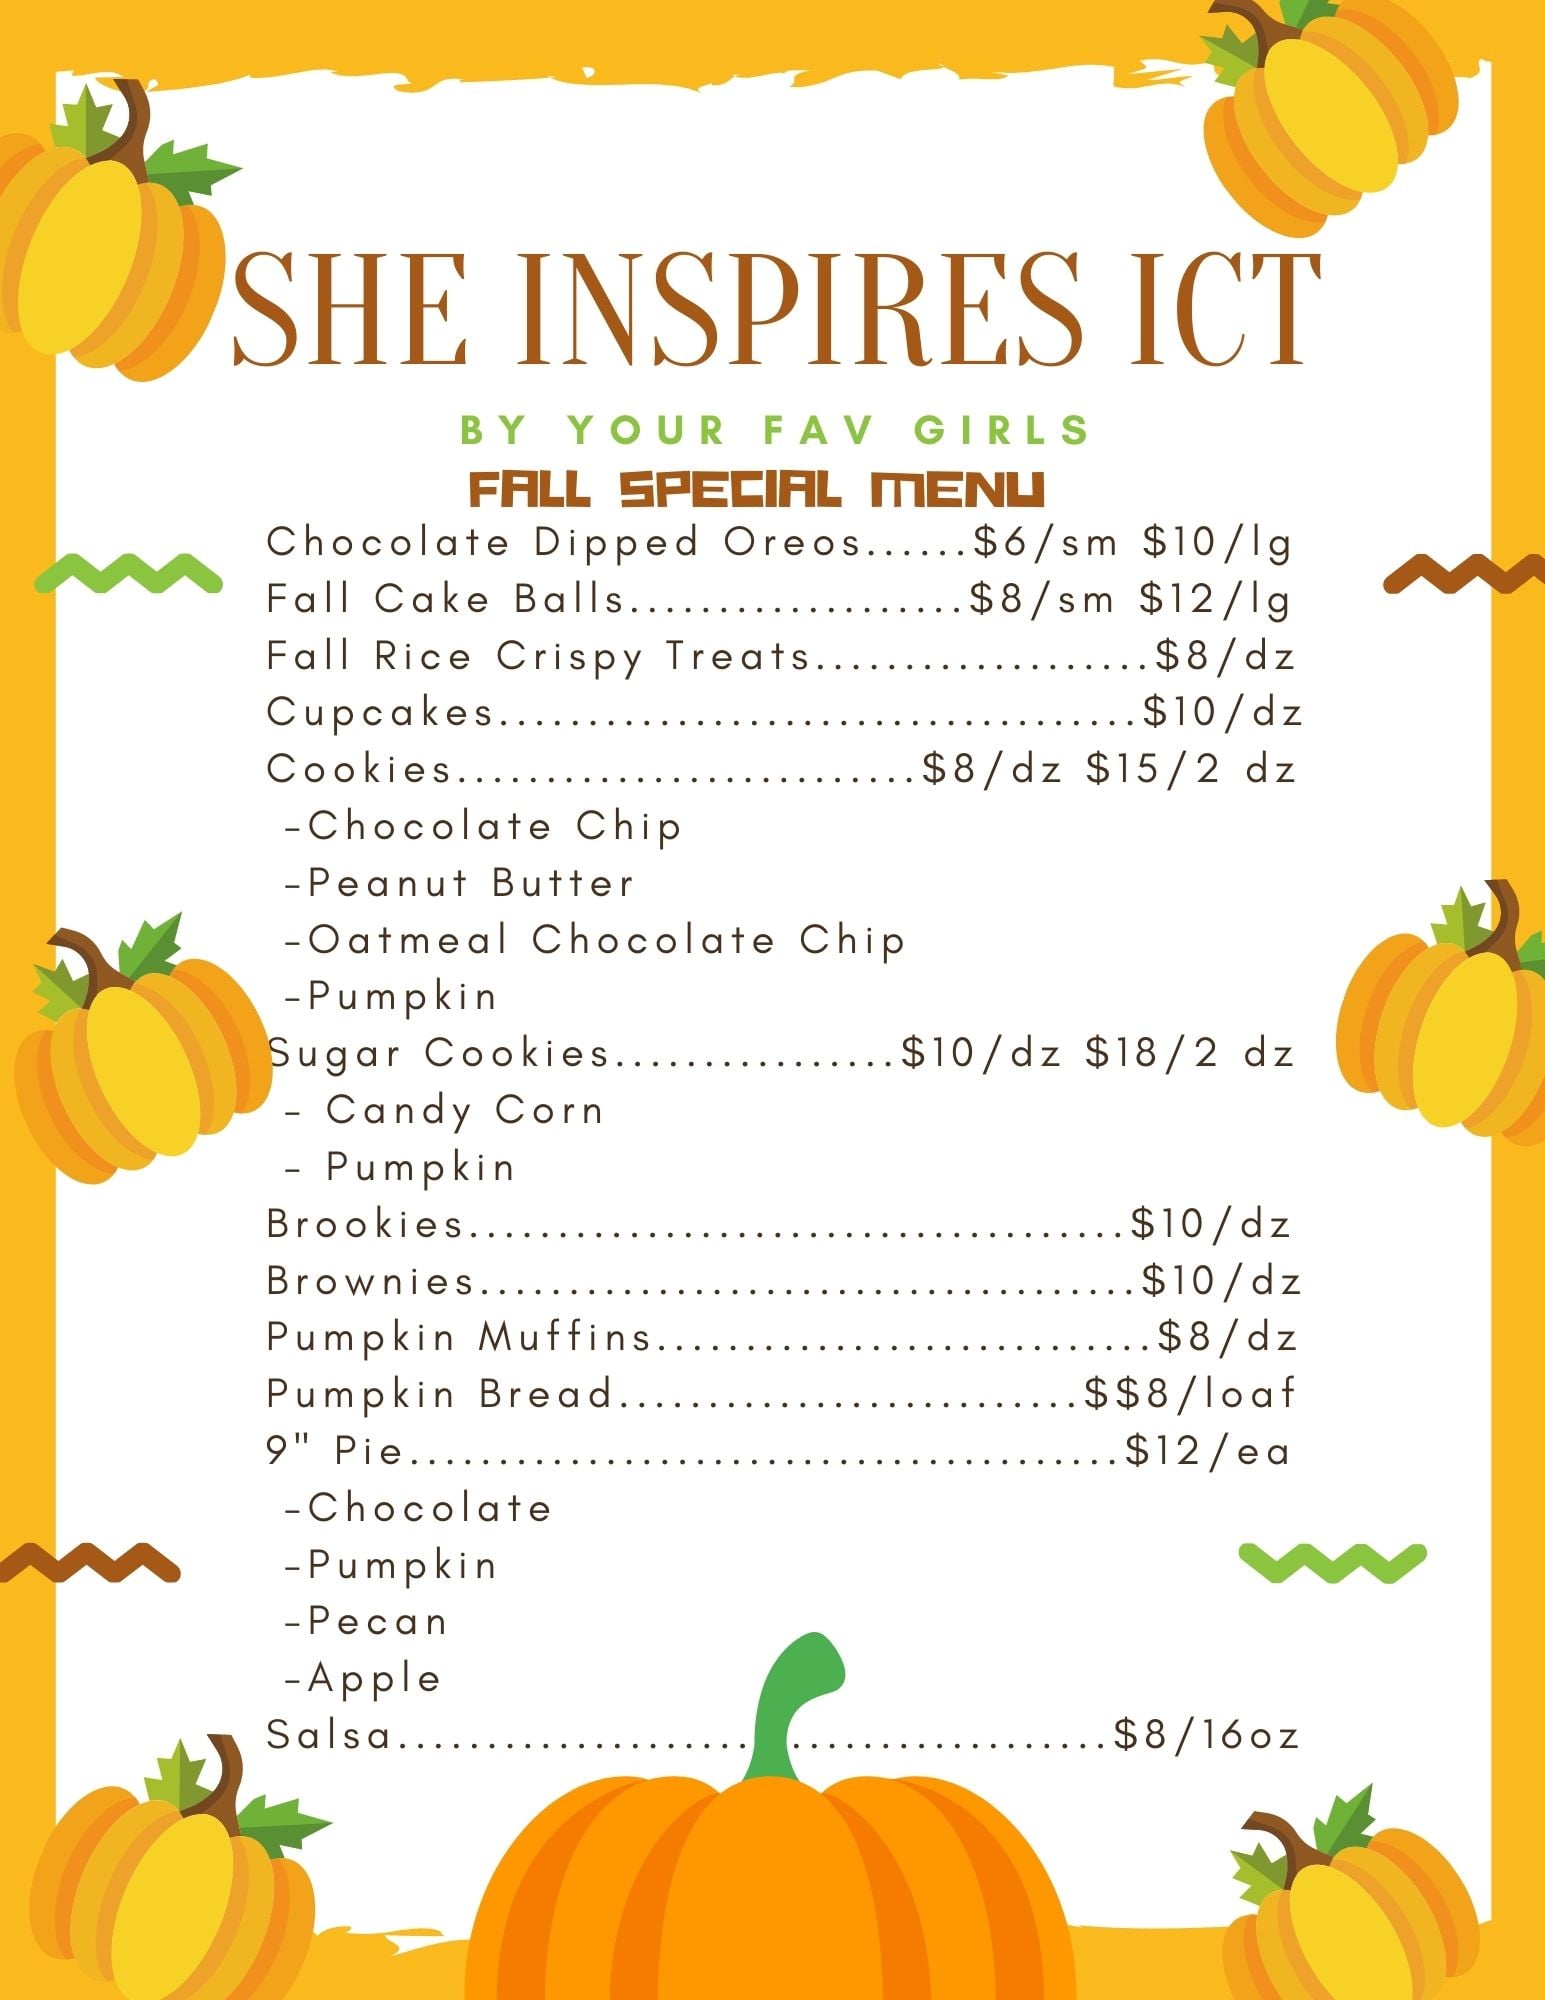 SHE INSPIRES ICT
BY YOUR FAV GIRLS
FALL SPECIAL MENU
Chocolate Dipped Oreos......$6/sm $10/lg
Fall Cake Balls...................$8/sm $12/lg
Fall Rice Crispy Treats...................$8/dz
Cupcakes....................................$10/dz
Cookies..........................$8/dz $15/2 dz
-Chocolate Chip
-Peanut Butter
-Oatmeal Chocolate Chip
-Pumpkin
Sugar Cookies................$10/dz $18/2 dz
- Candy Corn
- Pumpkin
Brookies.....................................$10/dz
Brownies.....................................$10/dz
Pumpkin Muffins............................$8/dz
Pumpkin Bread..........................$$8/loaf
9" Pie........................................$12/ea
-Chocolate
-Pumpkin
-Pecan
-Apple
Salsa........................................$8/16oz